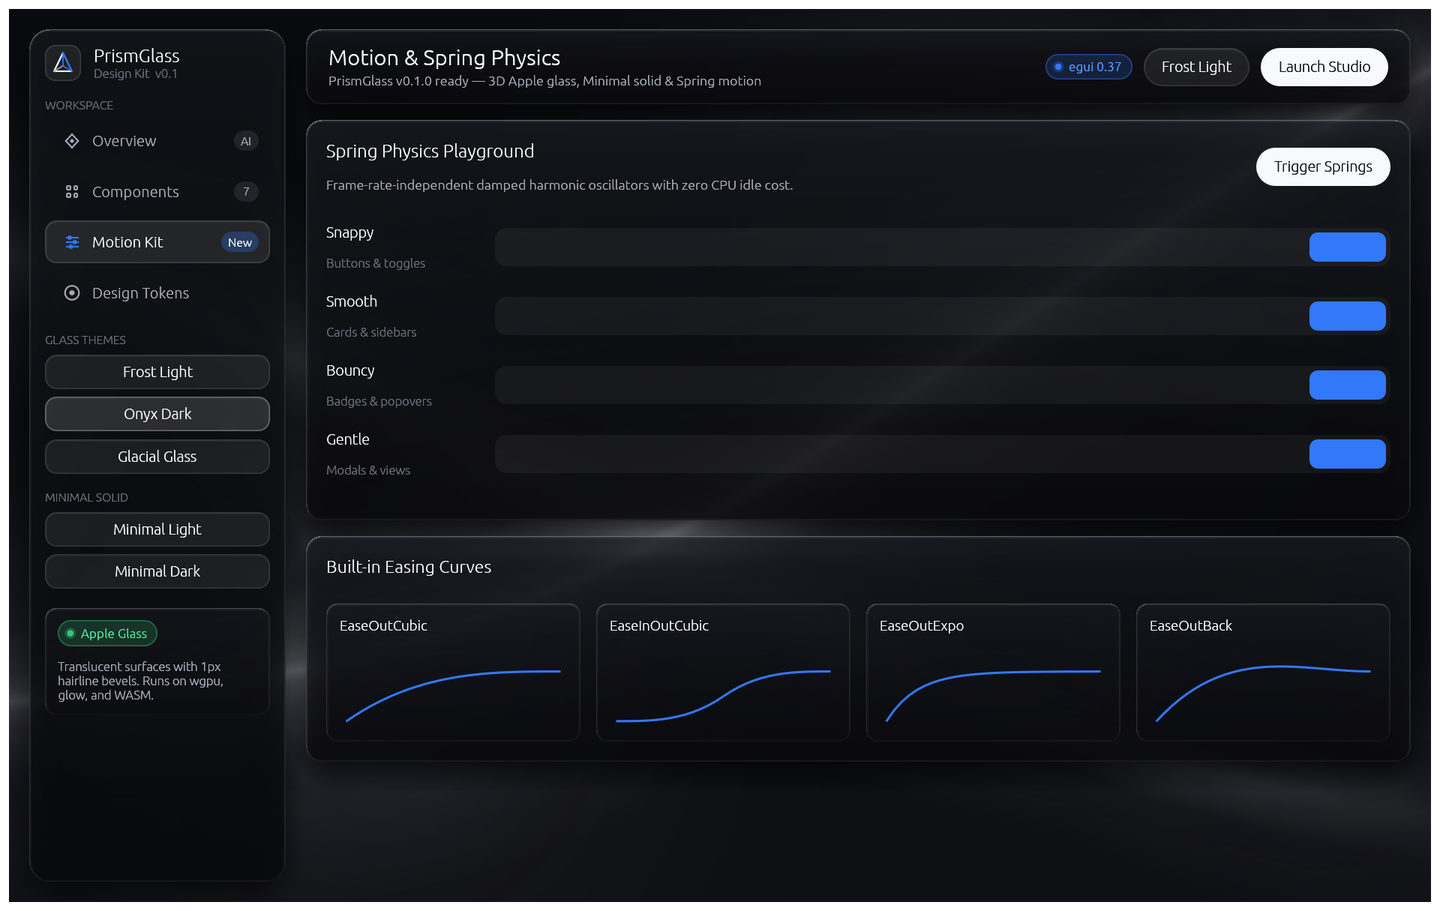 PrismGlass
Design Kit v0.1
WORKSPACE
Overview
AI
Components
7
Motion Kit
New
Design Tokens
GLASS THEMES
Frost Light
Onyx Dark
Glacial Glass
MINIMAL SOLID
Minimal Light
Minimal Dark
Apple Glass
Translucent surfaces with 1px
hairline bevels. Runs on wgpu,
glow, and WASM.
Motion & Spring Physics
PrismGlass v0.1.0 ready — 3D Apple glass, Minimal solid & Spring motion
egui 0.37
Frost Light
Launch Studio
Spring Physics Playground
Frame-rate-independent damped harmonic oscillators with zero CPU idle cost.
Trigger Springs
Snappy
Buttons & toggles
Smooth
Cards & sidebars
Bouncy
Badges & popovers
Gentle
Modals & views
Built-in Easing Curves
EaseOutCubic
EaseInOutCubic
EaseOutExpo
EaseOutBack